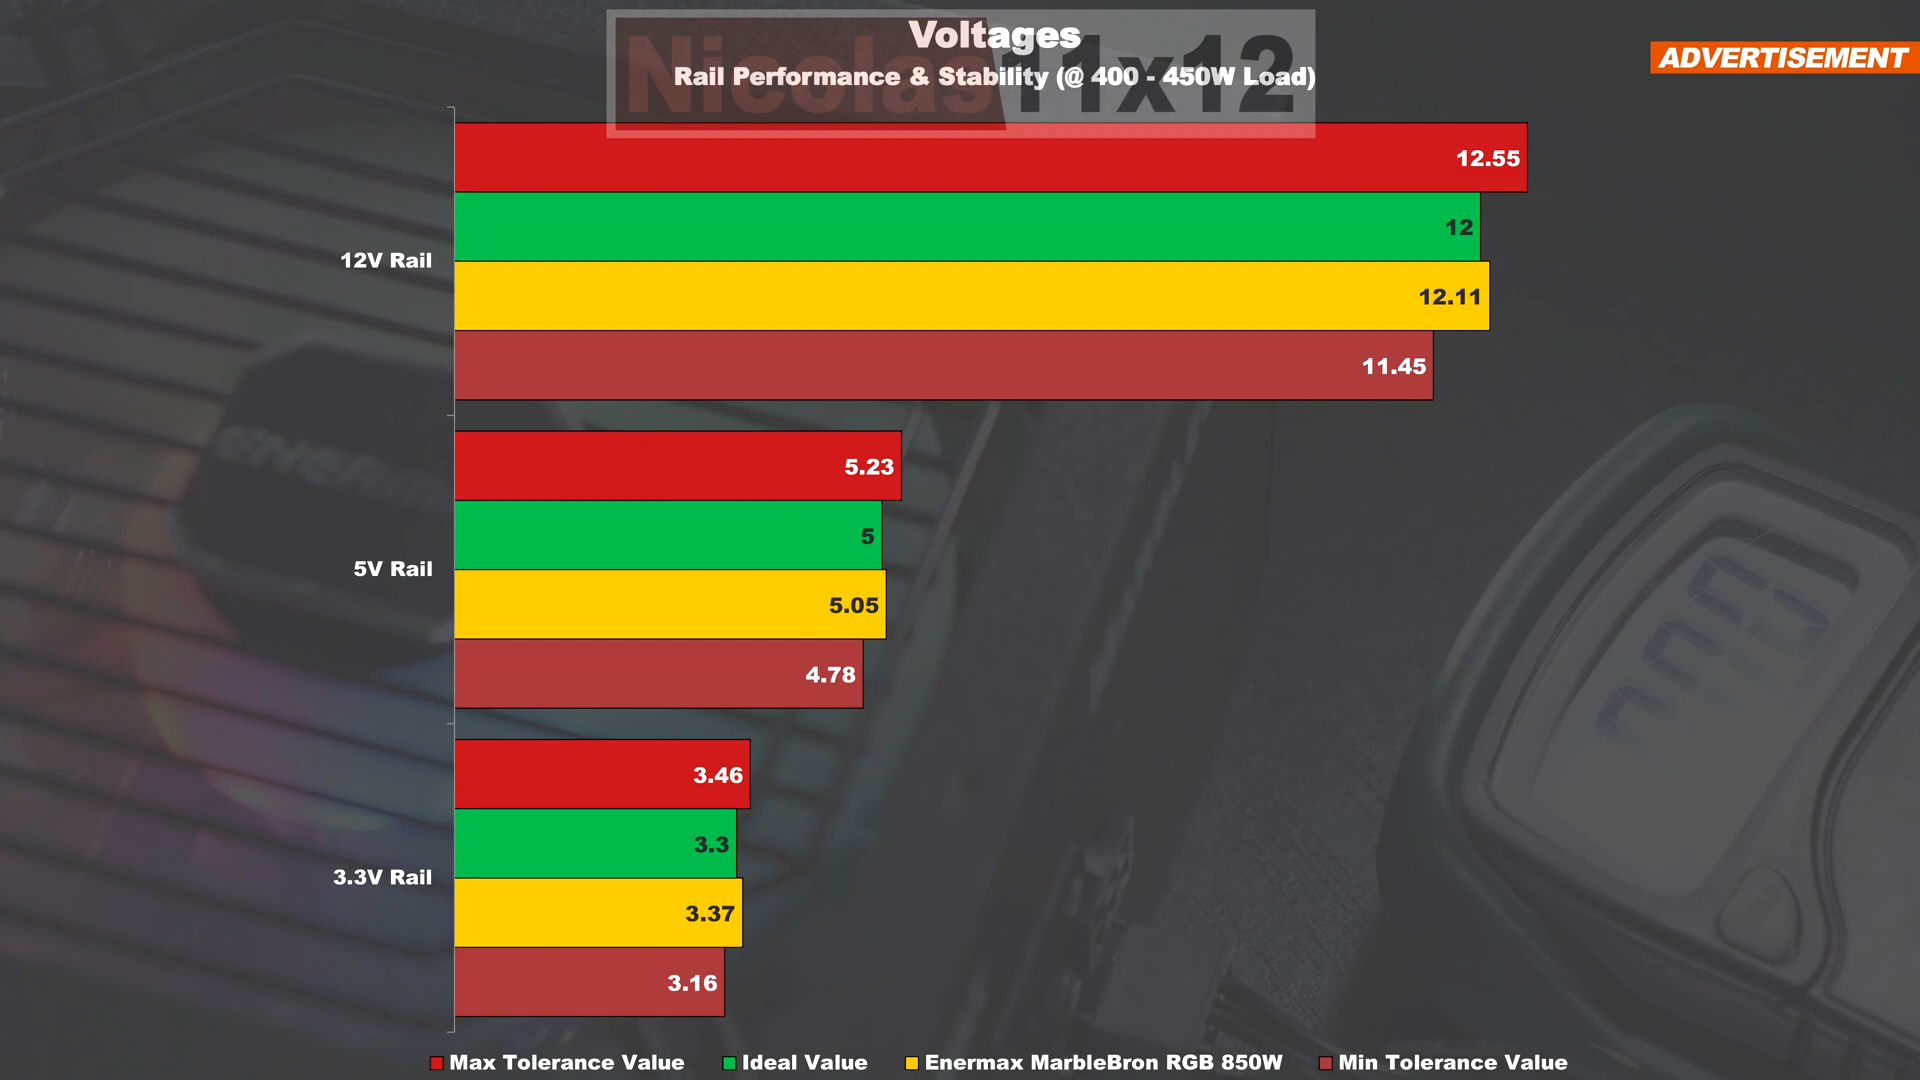 Voltages
Nicolas11x12
Rail Performance & Stability (@ 400 - 450W Load)
ADVERTISEMENT
12V Rail
12.55
12
12.11
11.45
5V Rail
5.23
5
5.05
4.78
3.3V Rail
3.46
3.3
3.37
3.16
Max Tolerance Value
Ideal Value
Enermax MarbleBron RGB 850W
Min Tolerance Value